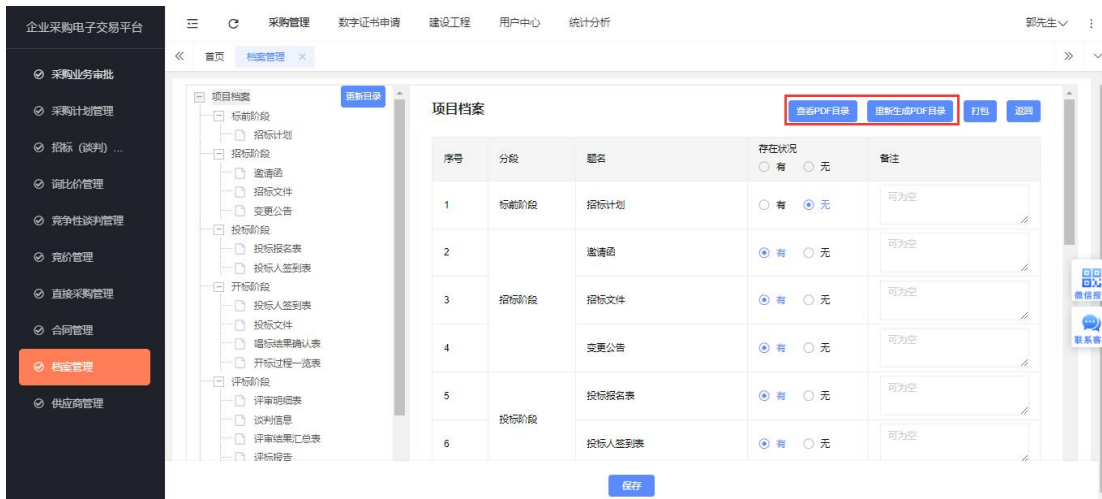 企业采购电子交易平台
采购管理 数字证书申请 建设工程 用户中心 统计分析 郭先生
首页 档案管理
采购业务审批
采购计划管理
招标（谈判）...
询比价管理
竞争性谈判管理
竞价管理
直接采购管理
合同管理
档案管理
供应商管理
项目档案 更新目录
标前阶段
招标计划
招标阶段
邀请函
招标文件
变更公告
投标阶段
投标报名表
投标人签到表
开标阶段
投标人签到表
投标文件
唱标结果确认表
开标过程一览表
评标阶段
评审明细表
谈判信息
评审结果汇总表
评标报告
项目档案 查看PDF目录 重新生成PDF目录 打包 返回
序号 分段 题名 存在状况 有 无 备注
1 标前阶段 招标计划 有 无 可为空
2 邀请函 有 无 可为空
3 招标阶段 招标文件 有 无 可为空
4 变更公告 有 无 可为空
5 投标阶段 投标报名表 有 无 可为空
6 投标人签到表 有 无 可为空
保存
微信报
联系客